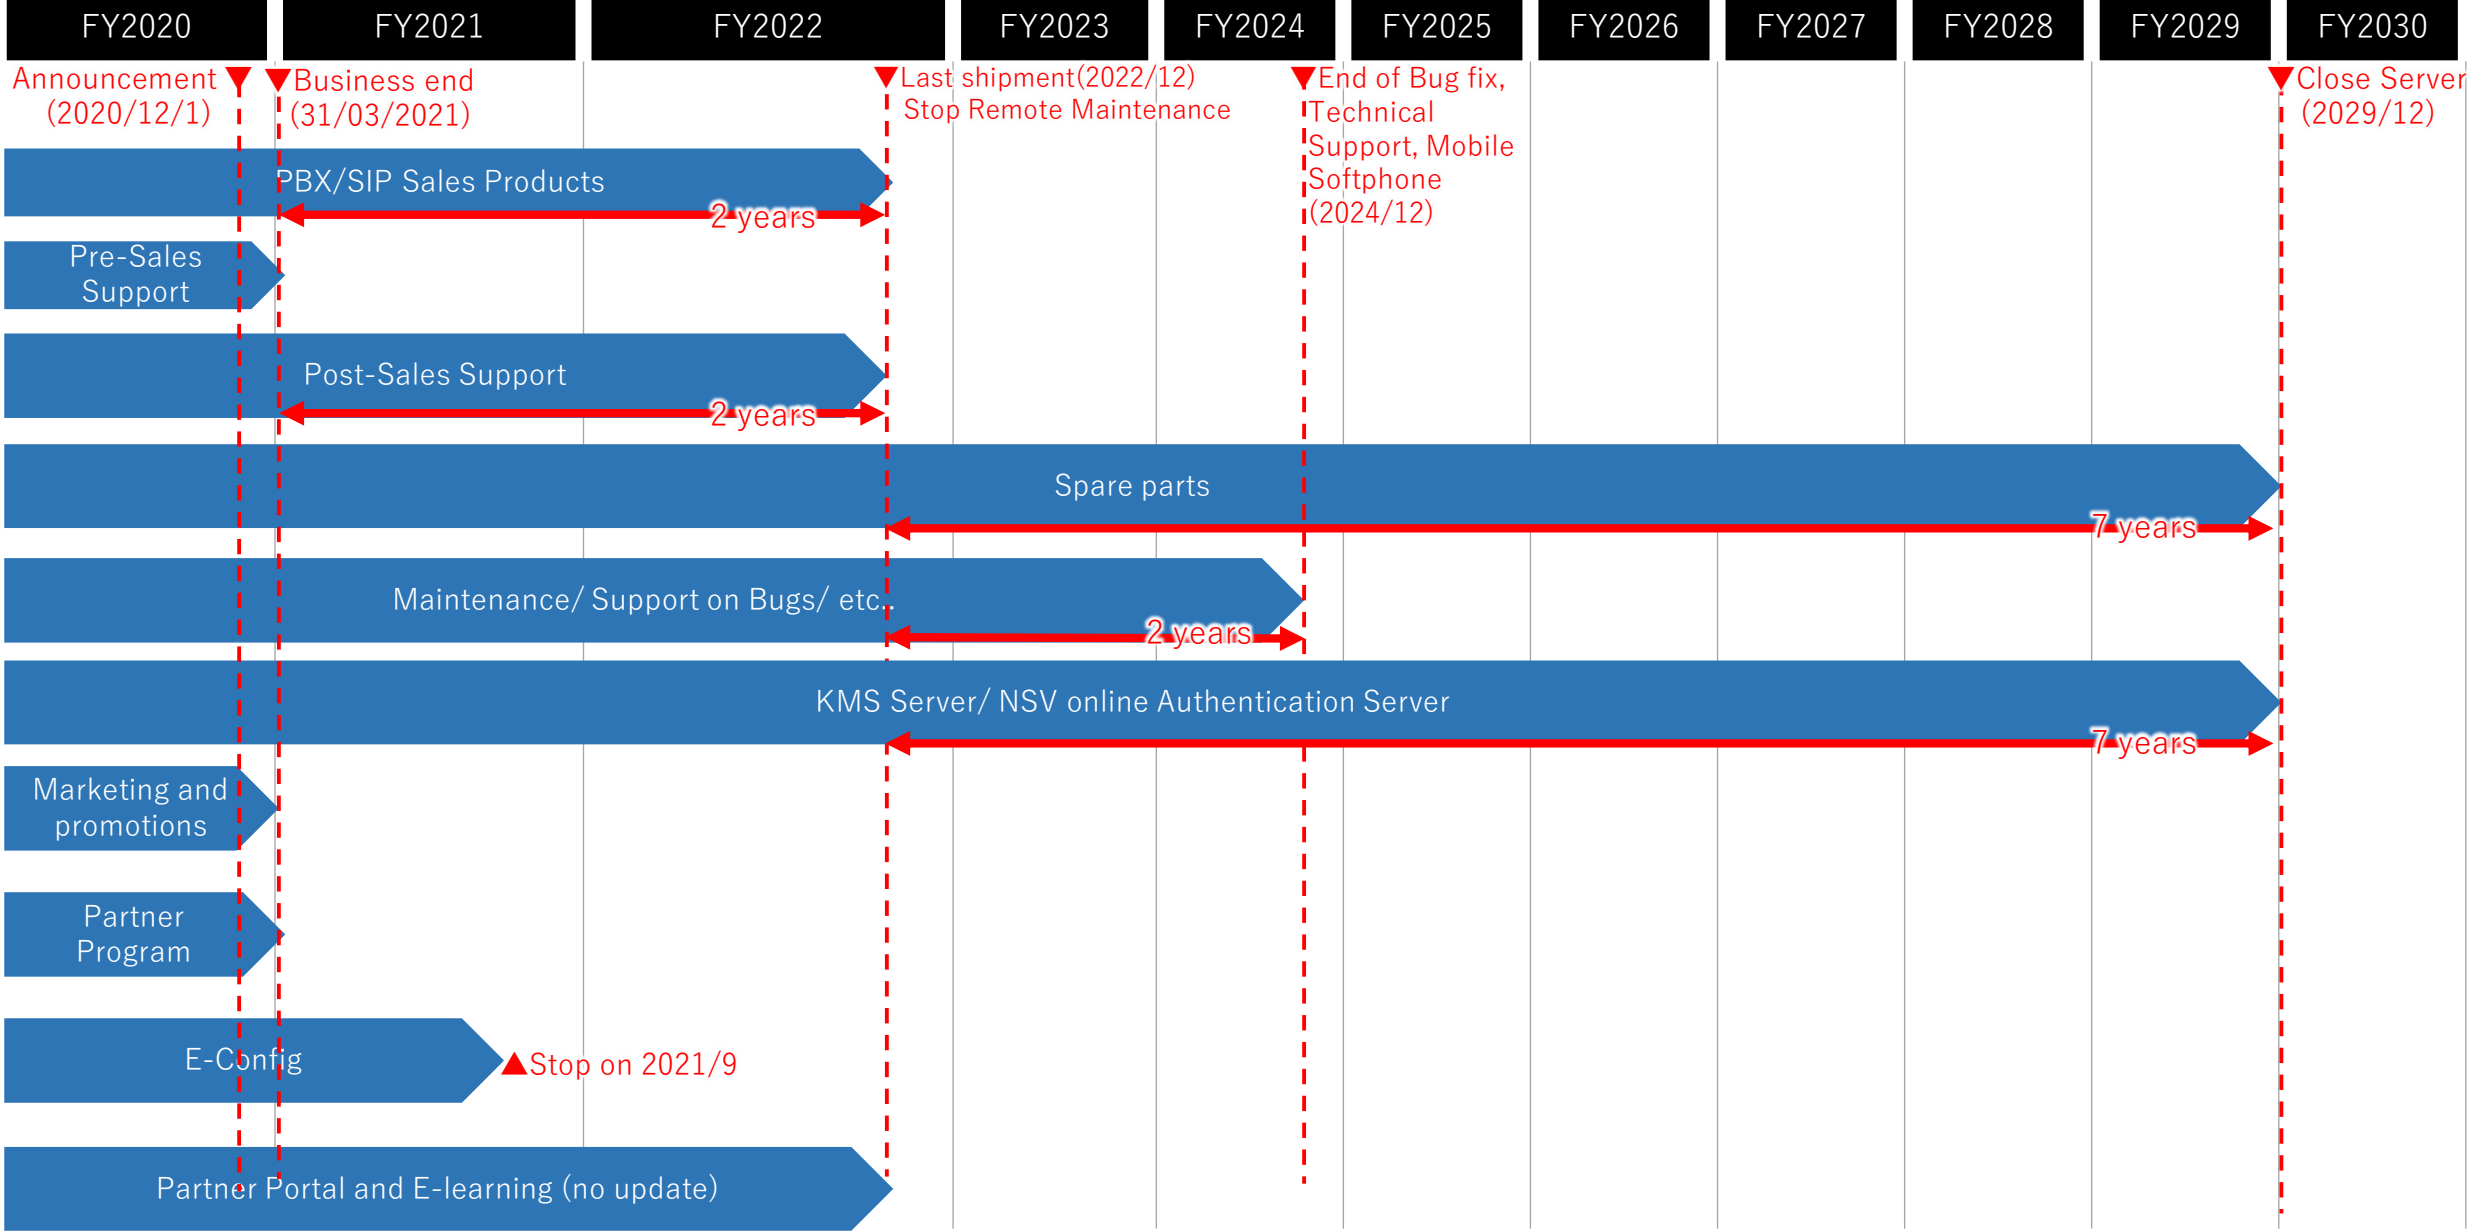 FY2020 FY2021 FY2022 FY2023 FY2024 FY2025 FY2026 FY2027 FY2028 FY2029 FY2030
Announcement ▼
(2020/12/1)
▼Business end
(31/03/2021)
▼Last shipment(2022/12)
Stop Remote Maintenance
▼End of Bug fix,
Technical
Support, Mobile
Softphone
(2024/12)
▼Close Server
(2029/12)
PBX/SIP Sales Products
2 years
Pre-Sales
Support
Post-Sales Support
2 years
Spare parts
7 years
Maintenance/ Support on Bugs/ etc..
2 years
KMS Server/ NSV online Authentication Server
7 years
Marketing and
promotions
Partner
Program
E-Config
▲Stop on 2021/9
Partner Portal and E-learning (no update)